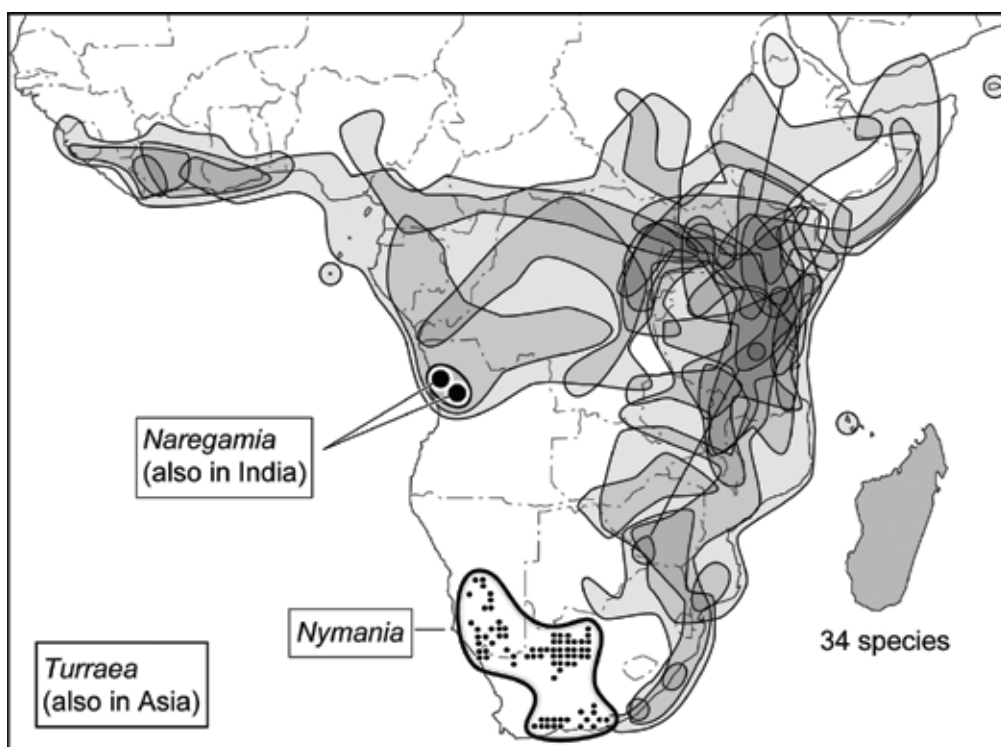 Naregamia
(also in India)
Nymania
34 species
Turraea
(also in Asia)